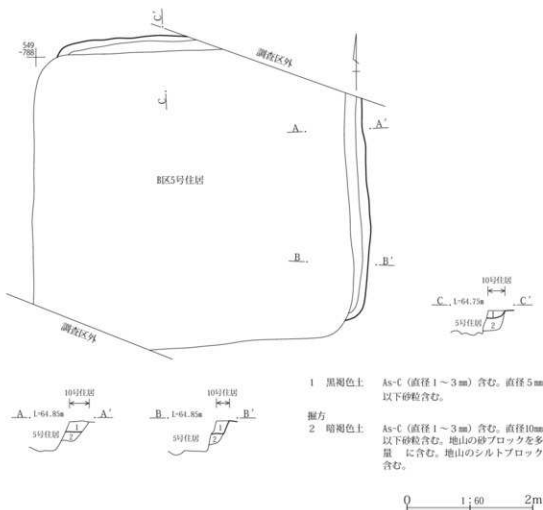 C'
549
-788
調査区外
C
A
A'
B区5号住居
B
B'
調査区外
10号住居
C L=64.75m C'
5号住居
1
2
10号住居
A L=64.85m A'
5号住居
1
2
10号住居
B L=64.85m B'
5号住居
1
2
1 黒褐色土 As-C(直径1～3㎜)含む。直径5㎜
以下砂粒含む。
掘方
2 暗褐色土 As-C(直径1～3㎜)含む。直径10㎜
以下砂粒含む。地山の砂ブロックを多
量 に含む。地山のシルトブロック
含む。
0 1:60 2m